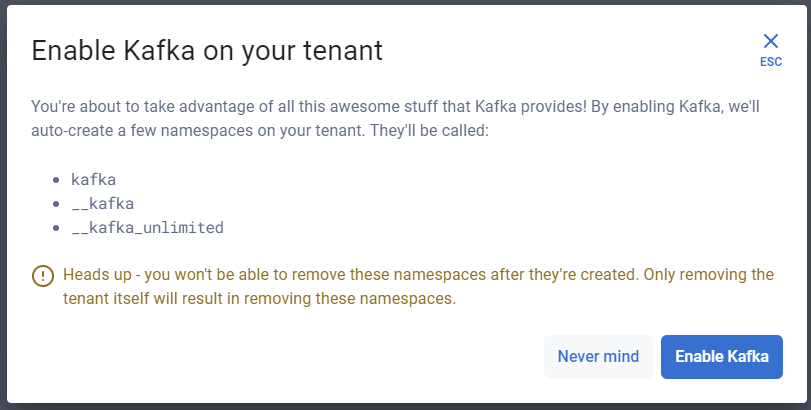 Enable Kafka on your tenant
ESC
You're about to take advantage of all this awesome stuff that Kafka provides! By enabling Kafka, we'll
auto-create a few namespaces on your tenant. They'll be called:
kafka
__kafka
__kafka_unlimited
Heads up - you won't be able to remove these namespaces after they're created. Only removing the
tenant itself will result in removing these namespaces.
Never mind
Enable Kafka